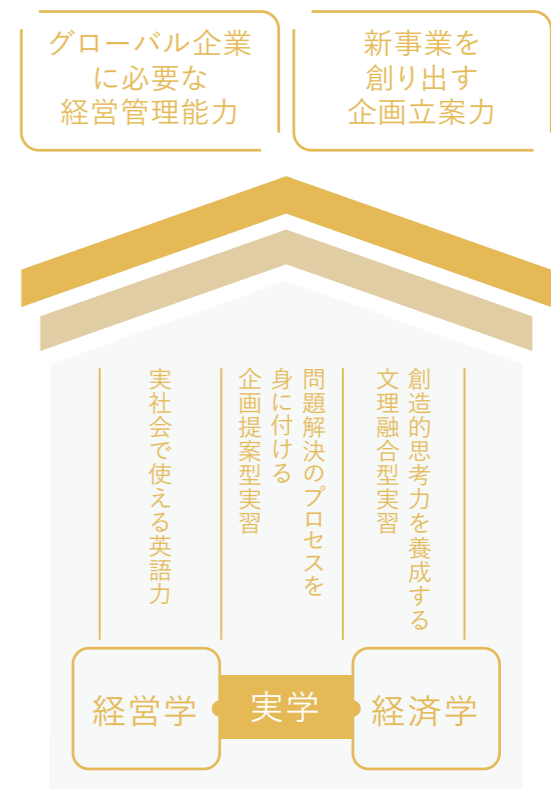 グローバル企業
に必要な
経営管理能力
新事業を
創り出す
企画立案力
創造的思考力を養成する
文理融合型実習
問題解決のプロセスを
身に付ける
企画提案型実習
実社会で使える英語力
経営学
実学
経済学